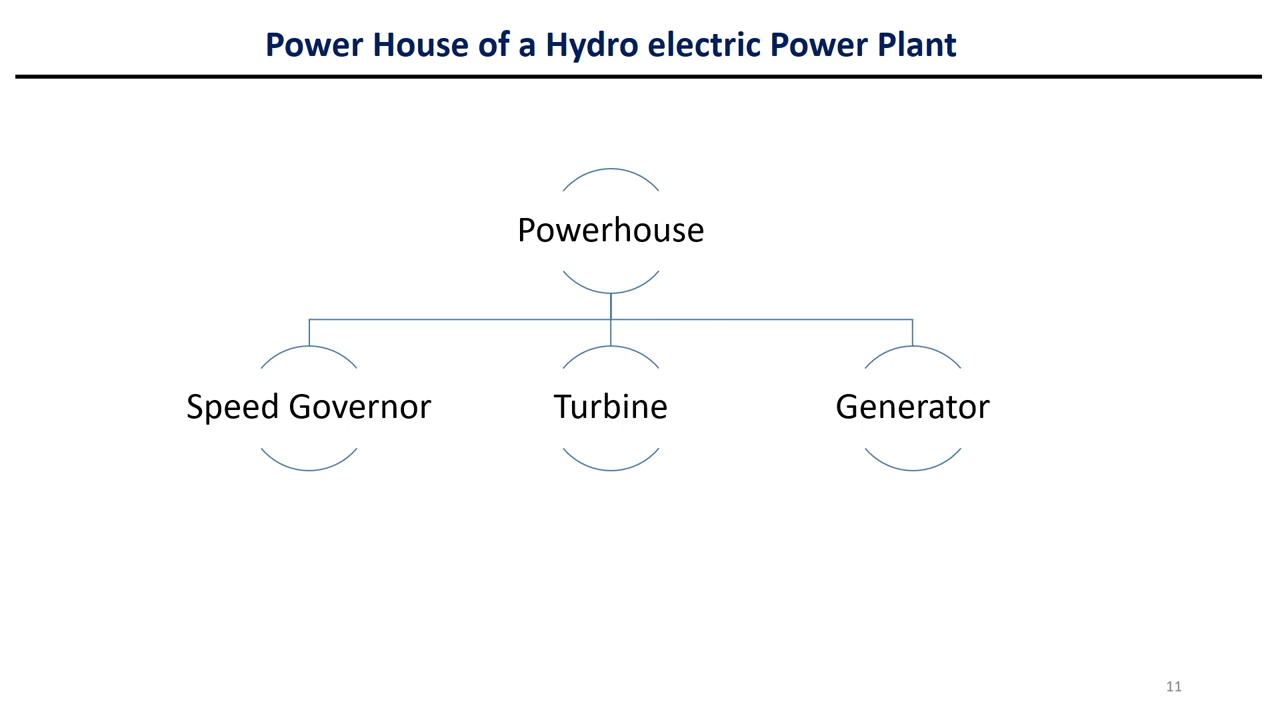 Power House of a Hydro electric Power Plant
Powerhouse
Speed Governor
Turbine
Generator
11